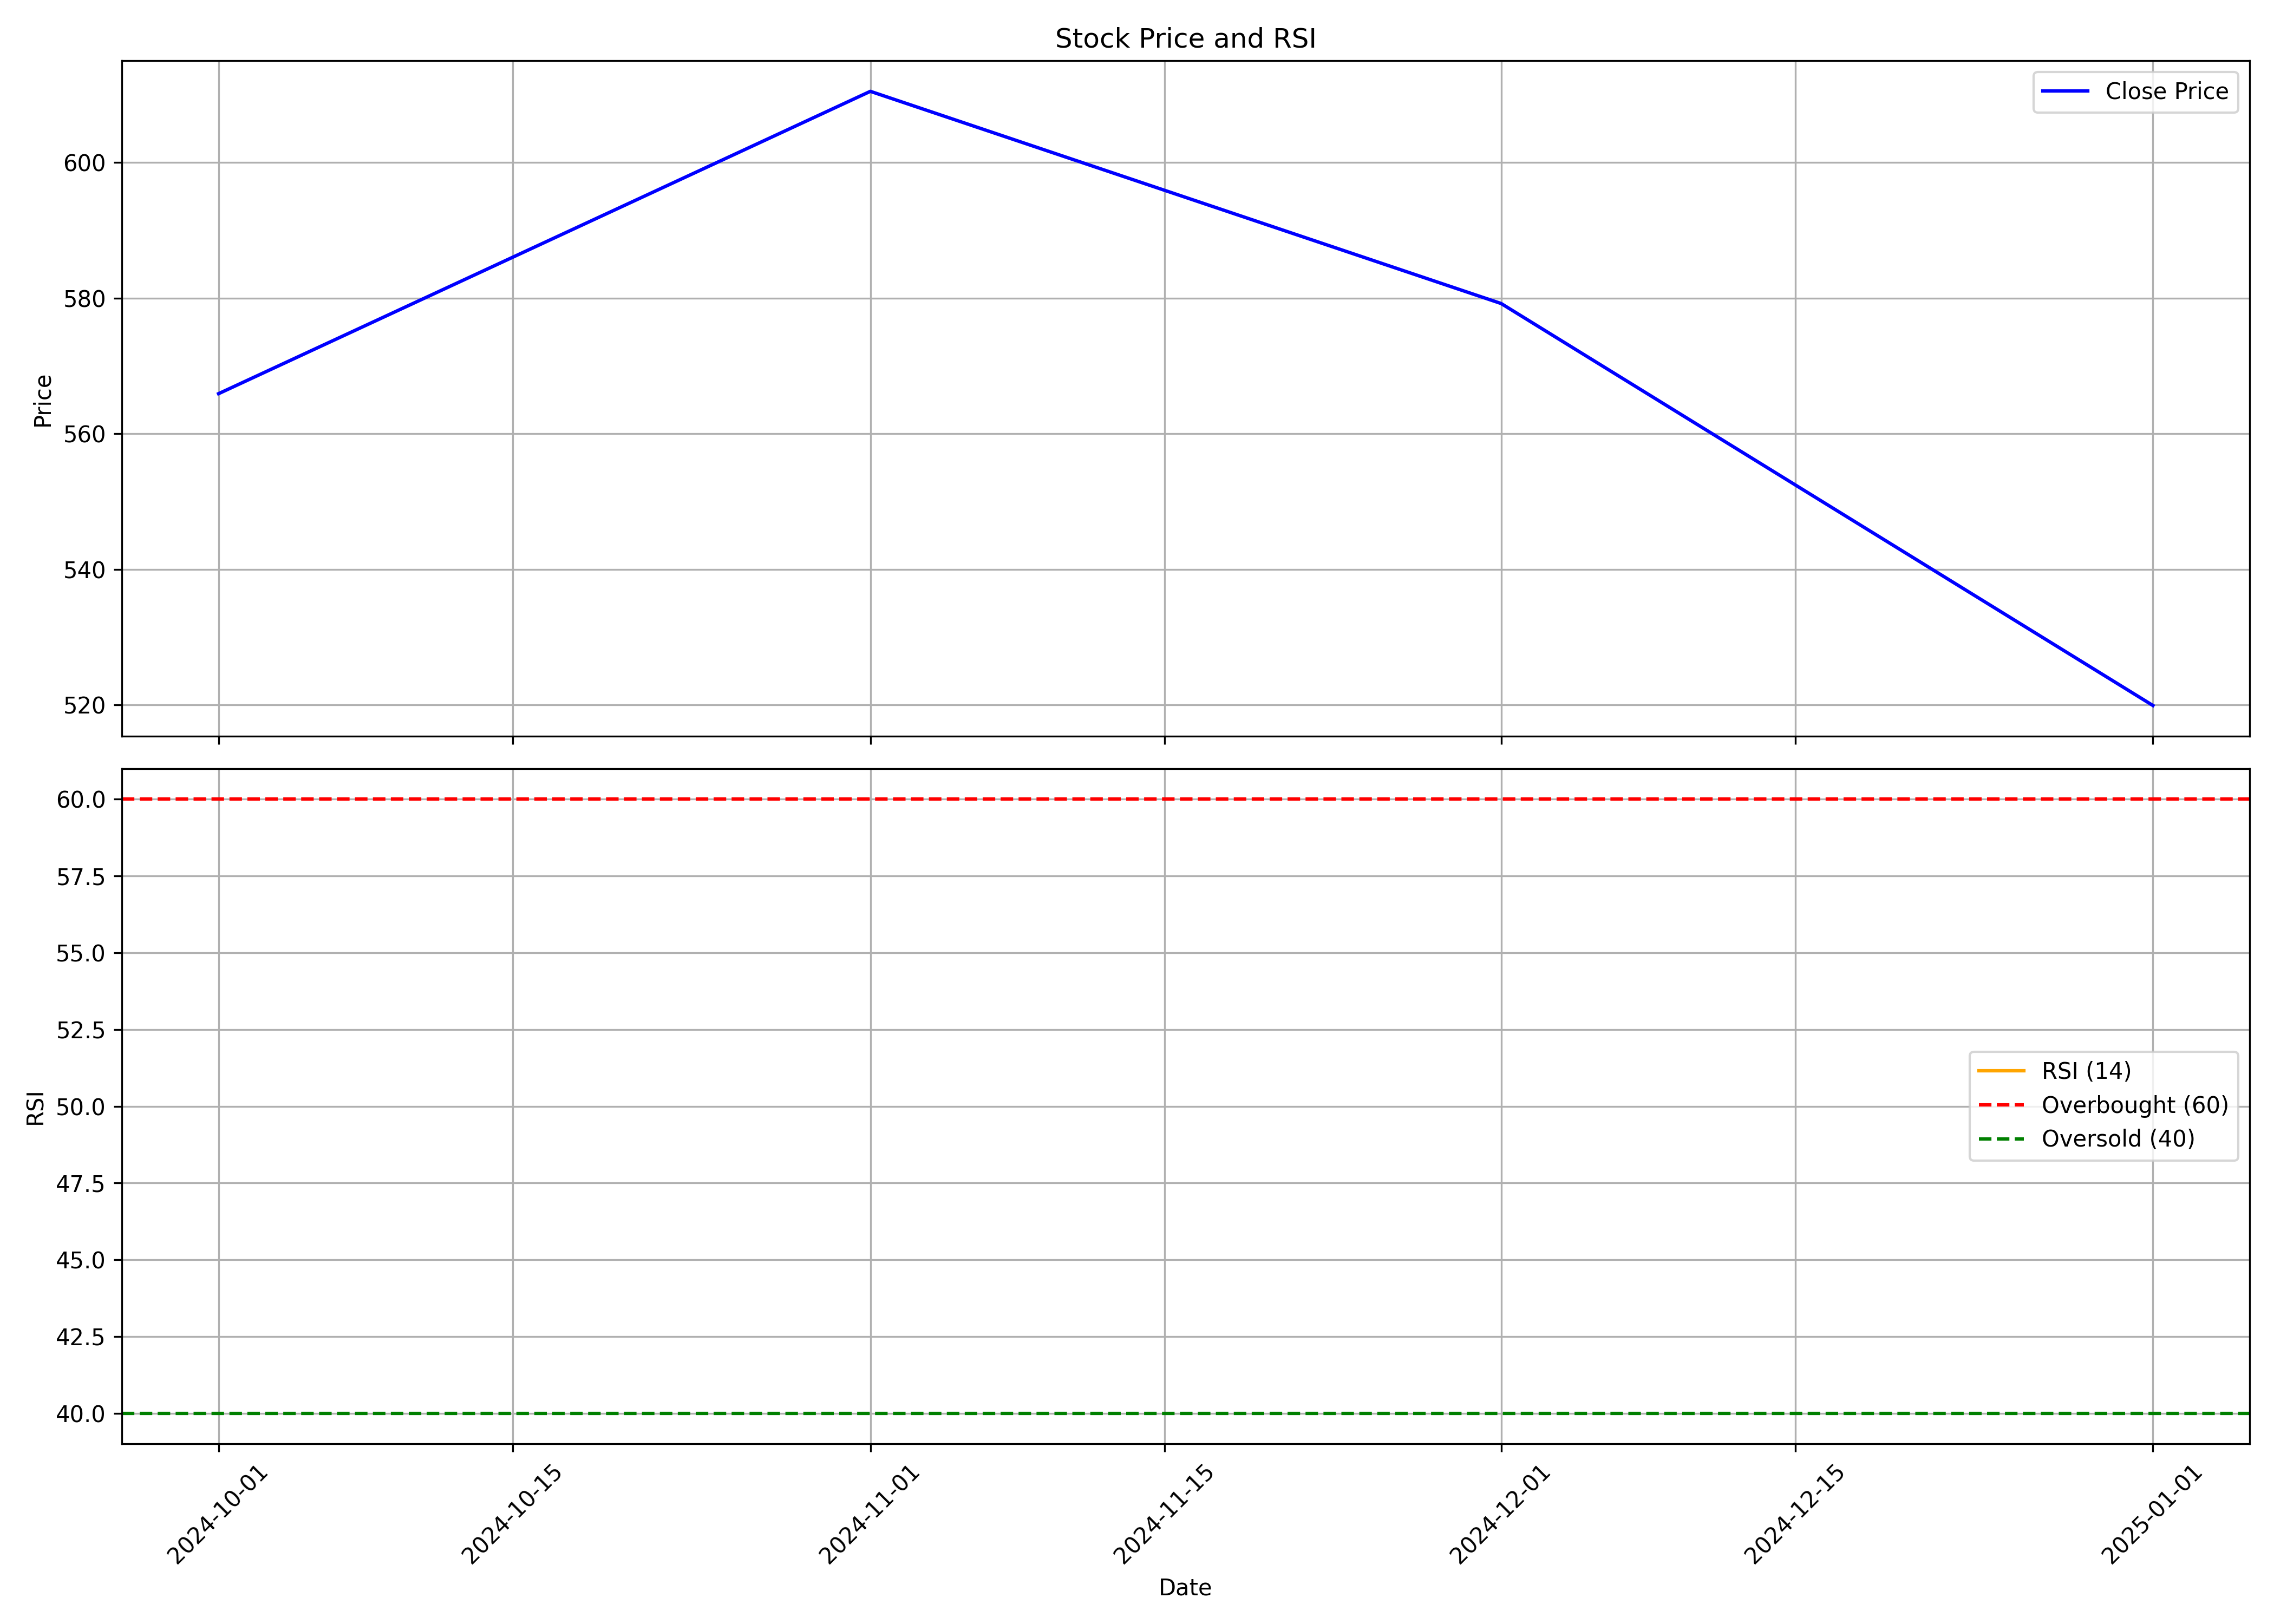 Stock Price and RSI
Close Price
Price
600
580
560
540
520
RSI
60.0
57.5
55.0
52.5
50.0
47.5
45.0
42.5
40.0
RSI (14)
Overbought (60)
Oversold (40)
2024-10-01
2024-10-15
2024-11-01
2024-11-15
2024-12-01
2024-12-15
2025-01-01
Date